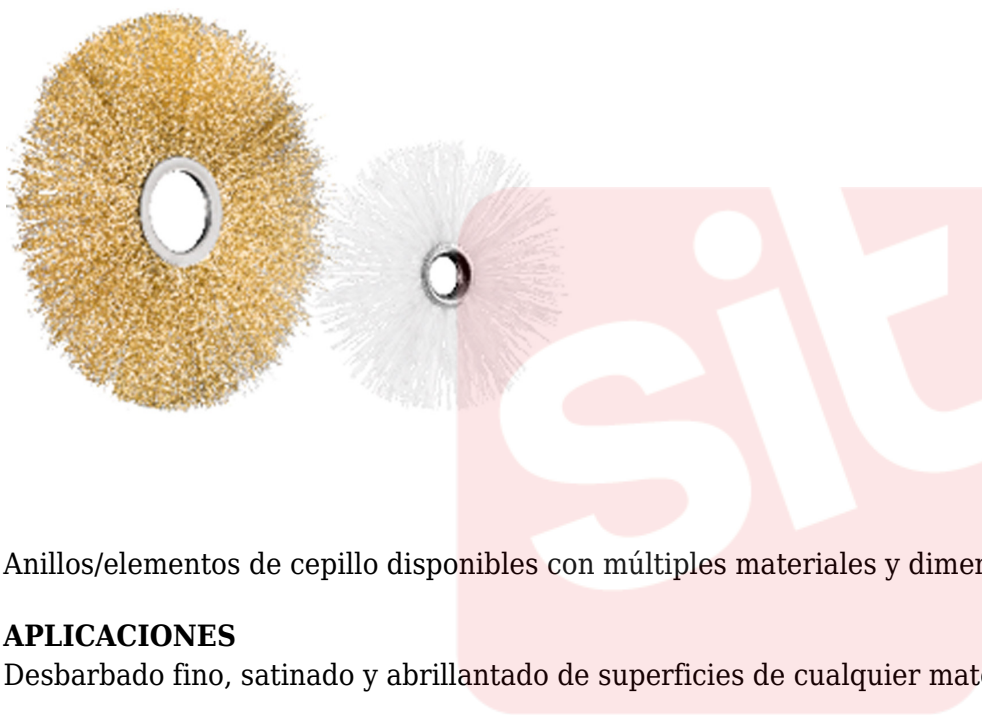 sit
Anillos/elementos de cepillo disponibles con múltiples materiales y
APLICACIONES
Desbarbado fino, satinado y abrillantado de superficies de cualquier